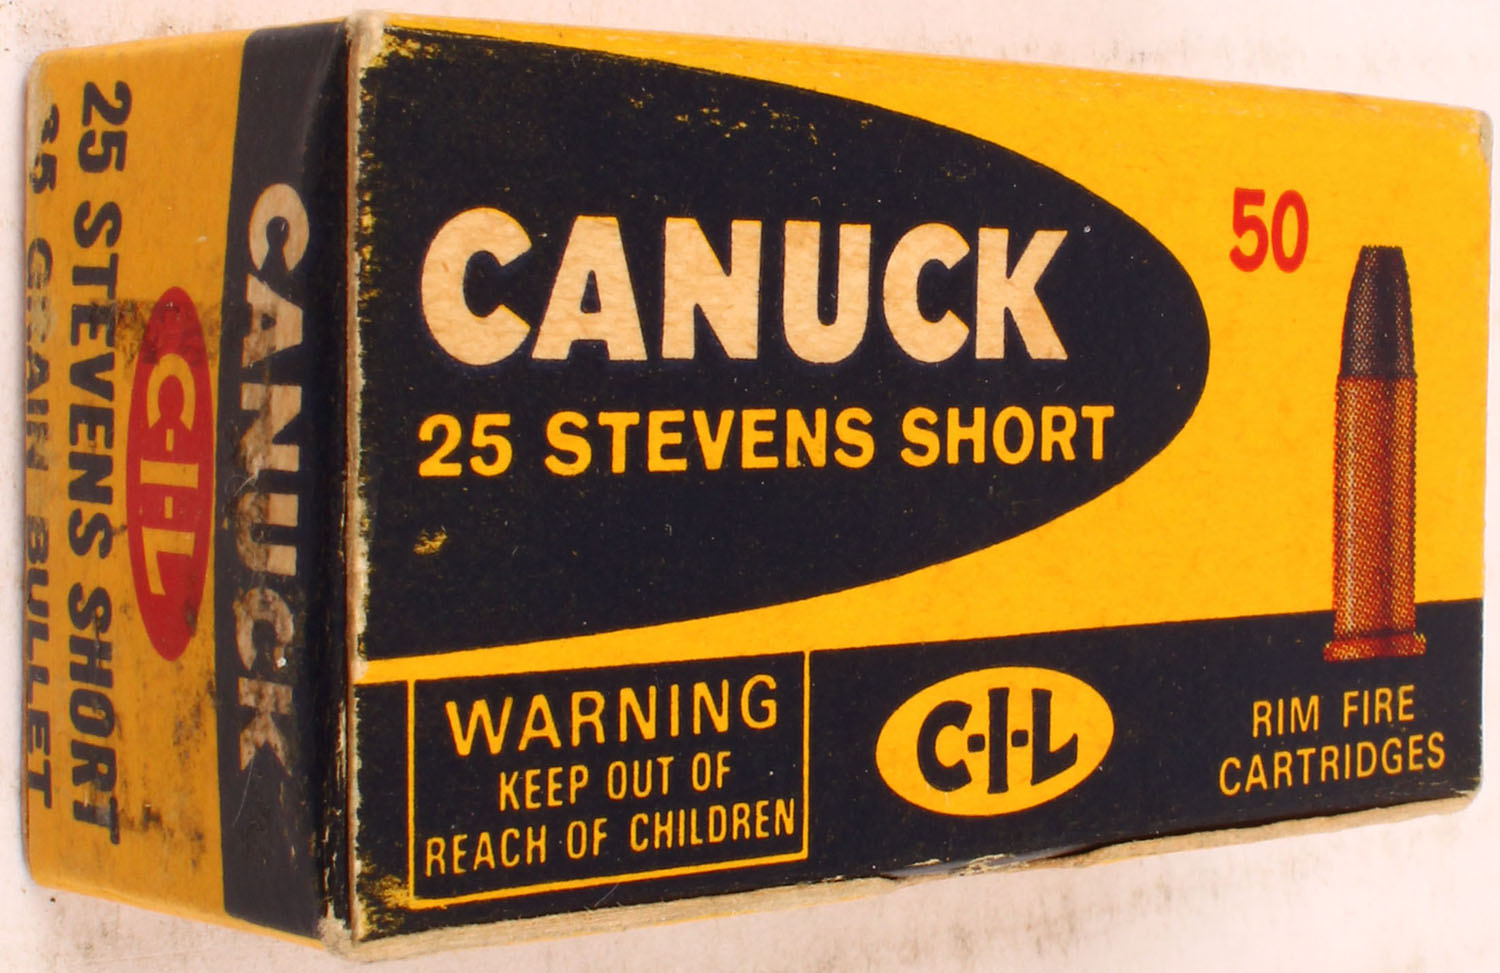 CANUCK
25 STEVENS SHORT
50
WARNING
KEEP OUT OF
REACH OF CHILDREN
C-I-L
RIM FIRE
CARTRIDGES
CANUCK
C-I-L
25 STEVENS SHORT
35 GRAIN BULLET